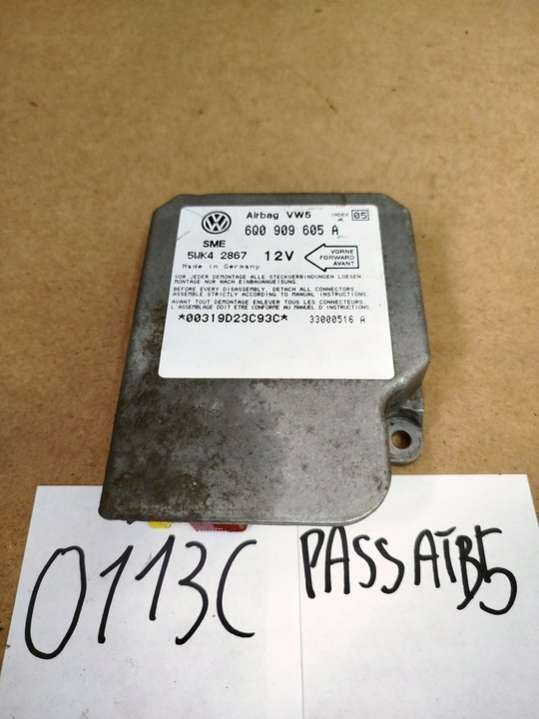 Airbag VW5 INDEX 05
6Q0 909 605 A
SME
5WK4 2867 12V VORNE
FORWARD
AVANT
Made in Germany
VOR JEDER DEMONTAGE ALLE STECKVERBINDUNGEN LOESEN
MONTAGE NUR NACH EINBAUANWEISUNG
BEFORE EVERY DISASSEMBLY, DETACH ALL CONNECTORS
ASSEMBLE STRICTLY ACCORDING TO MANUAL INSTRUCTIONS.
AVANT TOUT DEMONTAGE ENLEVER TOUS LES CONNECTEURS
L'ASSEMBLAGE DOIT ETRE CONFORME AU MANUEL D'INSTRUCTIONS
*00319D23C93C* 33000516 A
0113C PASSATB5